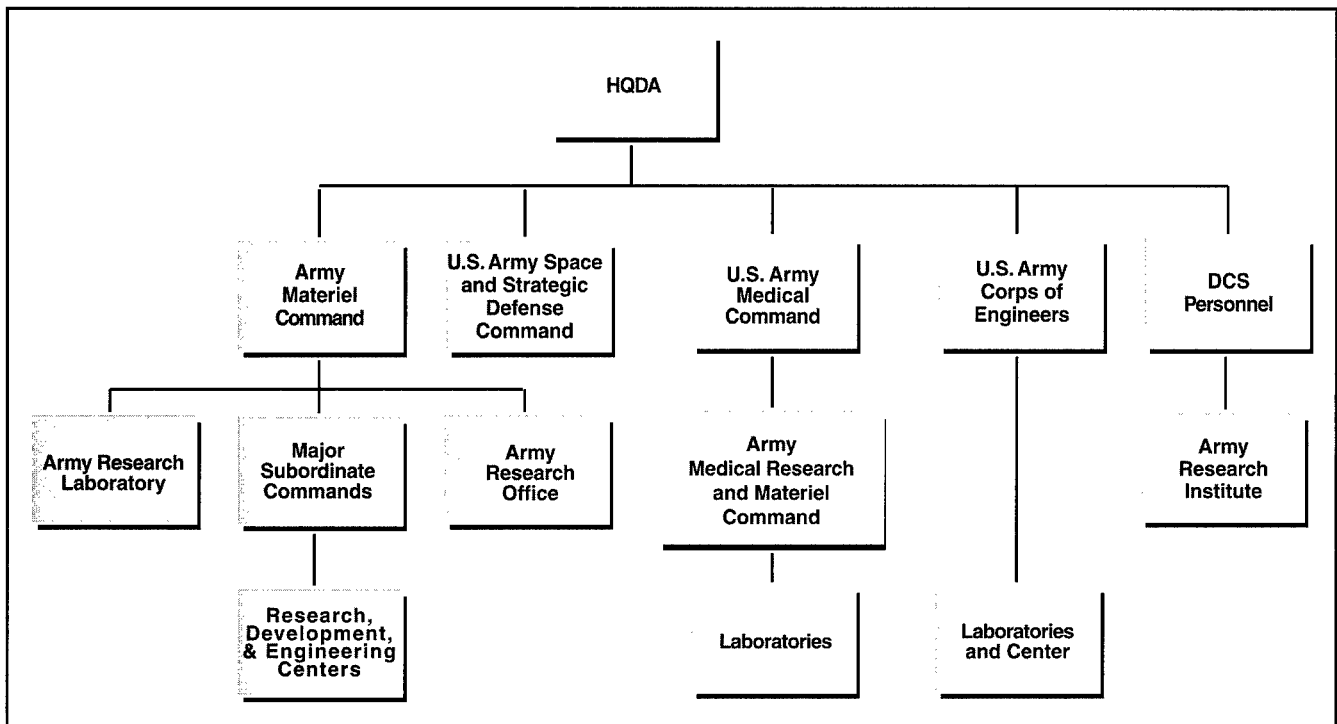 HQDA
Army
Materiel
Command
U.S. Army Space
and Strategic
Defense
Command
U.S. Army
Medical
Command
U.S. Army
Corps of
Engineers
DCS
Personnel
Army Research
Laboratory
Major
Subordinate
Commands
Army
Research
Office
Army
Medical Research
and Materiel
Command
Army
Research
Institute
Research,
Development,
& Engineering
Centers
Laboratories
Laboratories
and Center